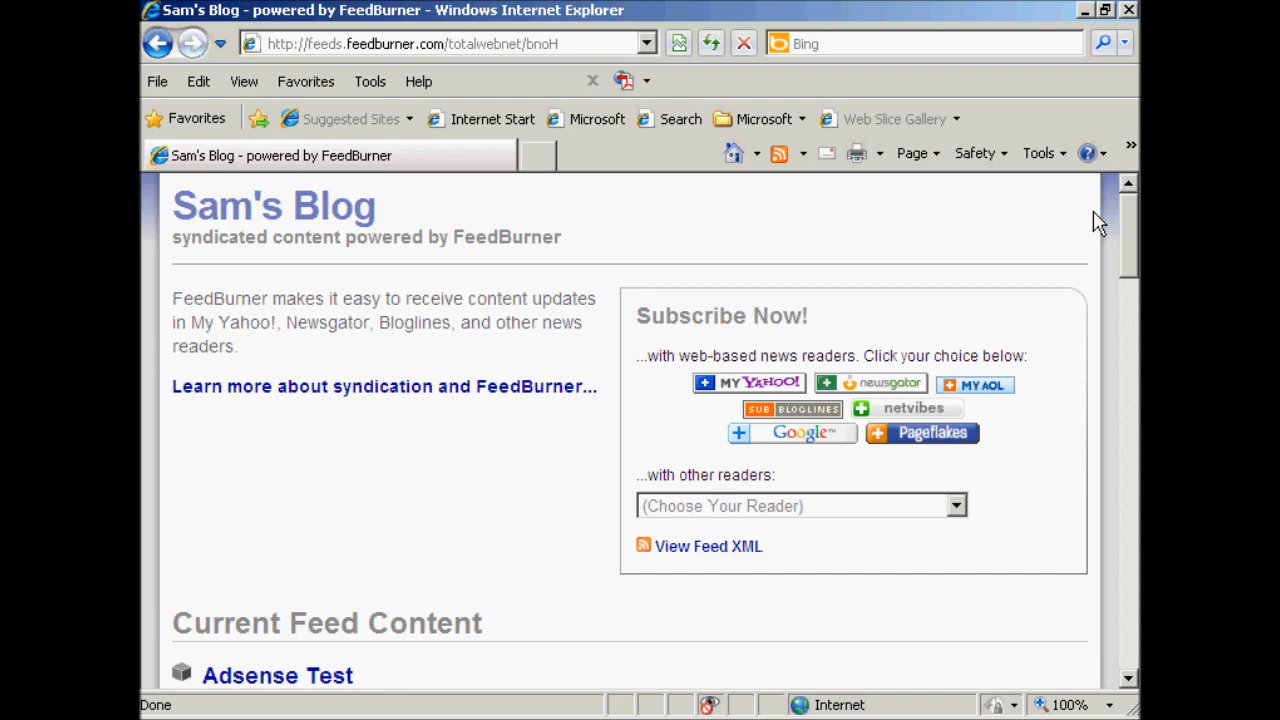 Sam's Blog - powered by FeedBurner - Windows Internet Explorer
http://feeds.feedburner.com/totalwebnet/bnoH
Bing
File Edit View Favorites Tools Help
Favorites Suggested Sites Internet Start Microsoft Search Microsoft Web Slice Gallery
Sam's Blog - powered by FeedBurner
Page Safety Tools
Sam's Blog
syndicated content powered by FeedBurner
FeedBurner makes it easy to receive content updates
in My Yahoo!, Newsgator, Bloglines, and other news
readers.
Learn more about syndication and FeedBurner...
Subscribe Now!
...with web-based news readers. Click your choice below:
MY YAHOO! newsgator MY AOL
SUB BLOGLINES netvibes
Google™ Pageflakes
...with other readers:
(Choose Your Reader)
View Feed XML
Current Feed Content
Adsense Test
Done Internet 100%